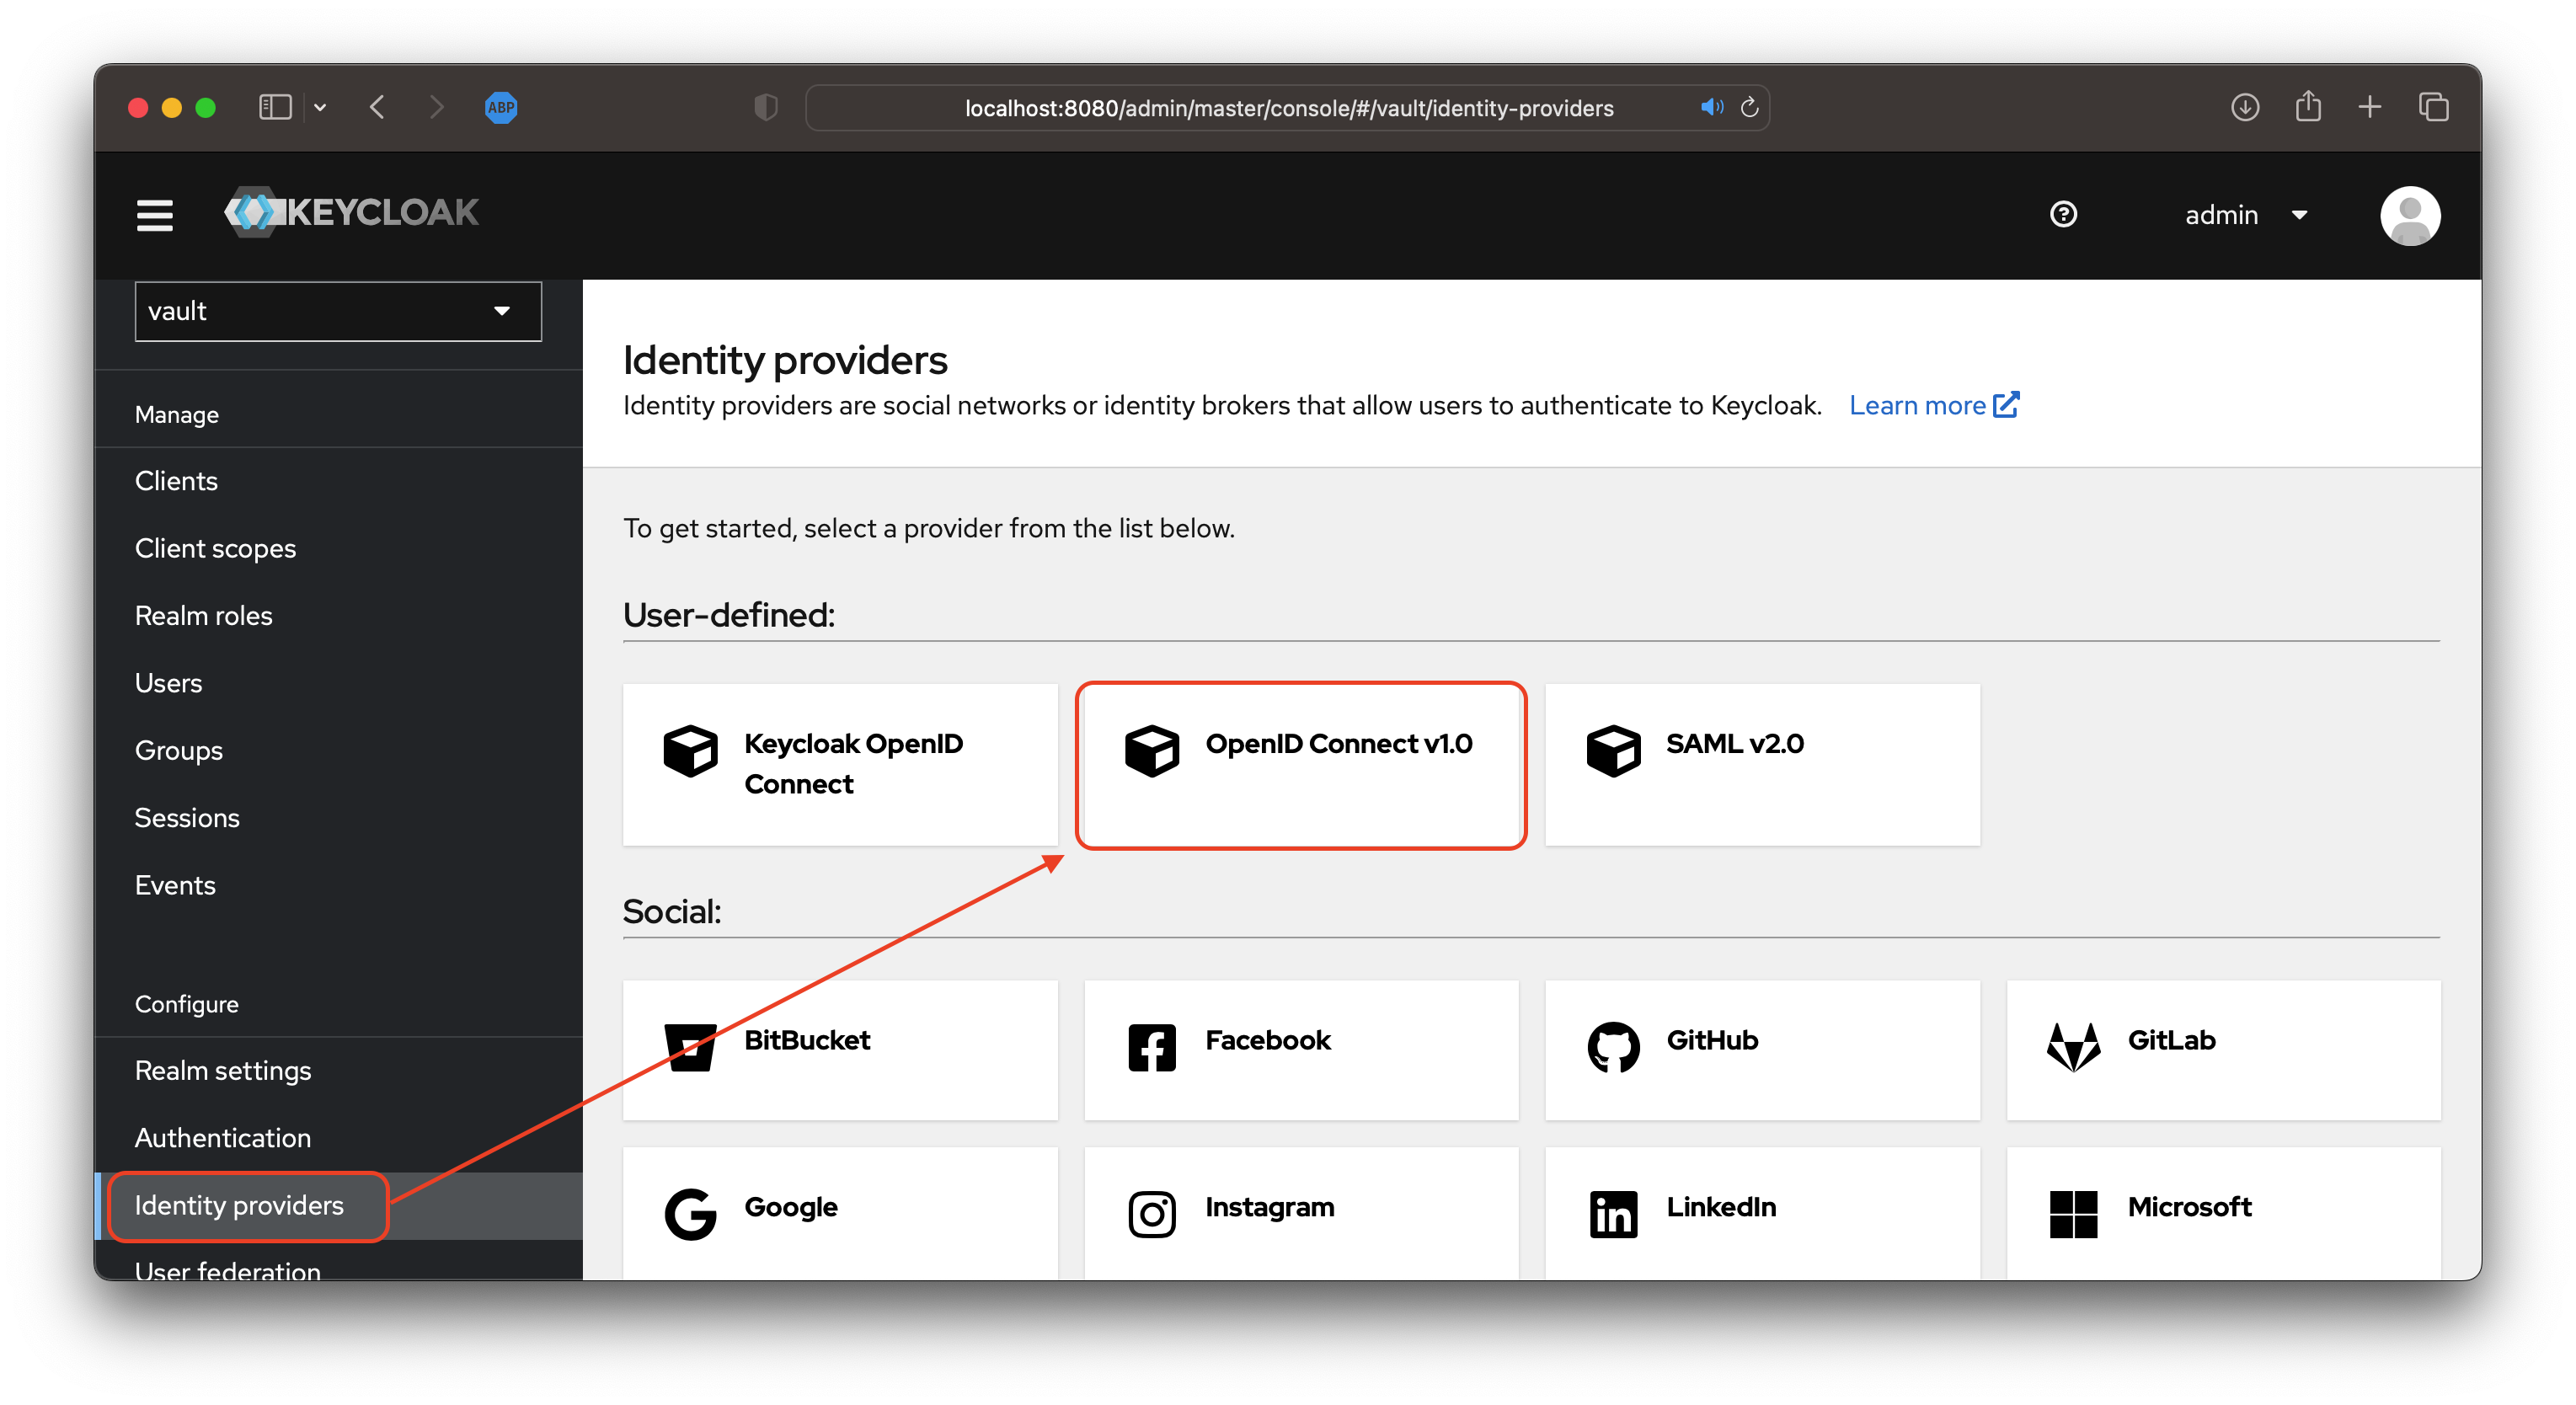 ABP
localhost:8080/admin/master/console/#/vault/identity-providers
KEYCLOAK
admin
vault
Manage
Clients
Client scopes
Realm roles
Users
Groups
Sessions
Events
Configure
Realm settings
Authentication
Identity providers
User federation
Identity providers
Identity providers are social networks or identity brokers that allow users to authenticate to Keycloak. Learn more
To get started, select a provider from the list below.
User-defined:
Keycloak OpenID
Connect
OpenID Connect v1.0
SAML v2.0
Social:
BitBucket
Facebook
GitHub
GitLab
Google
Instagram
LinkedIn
Microsoft